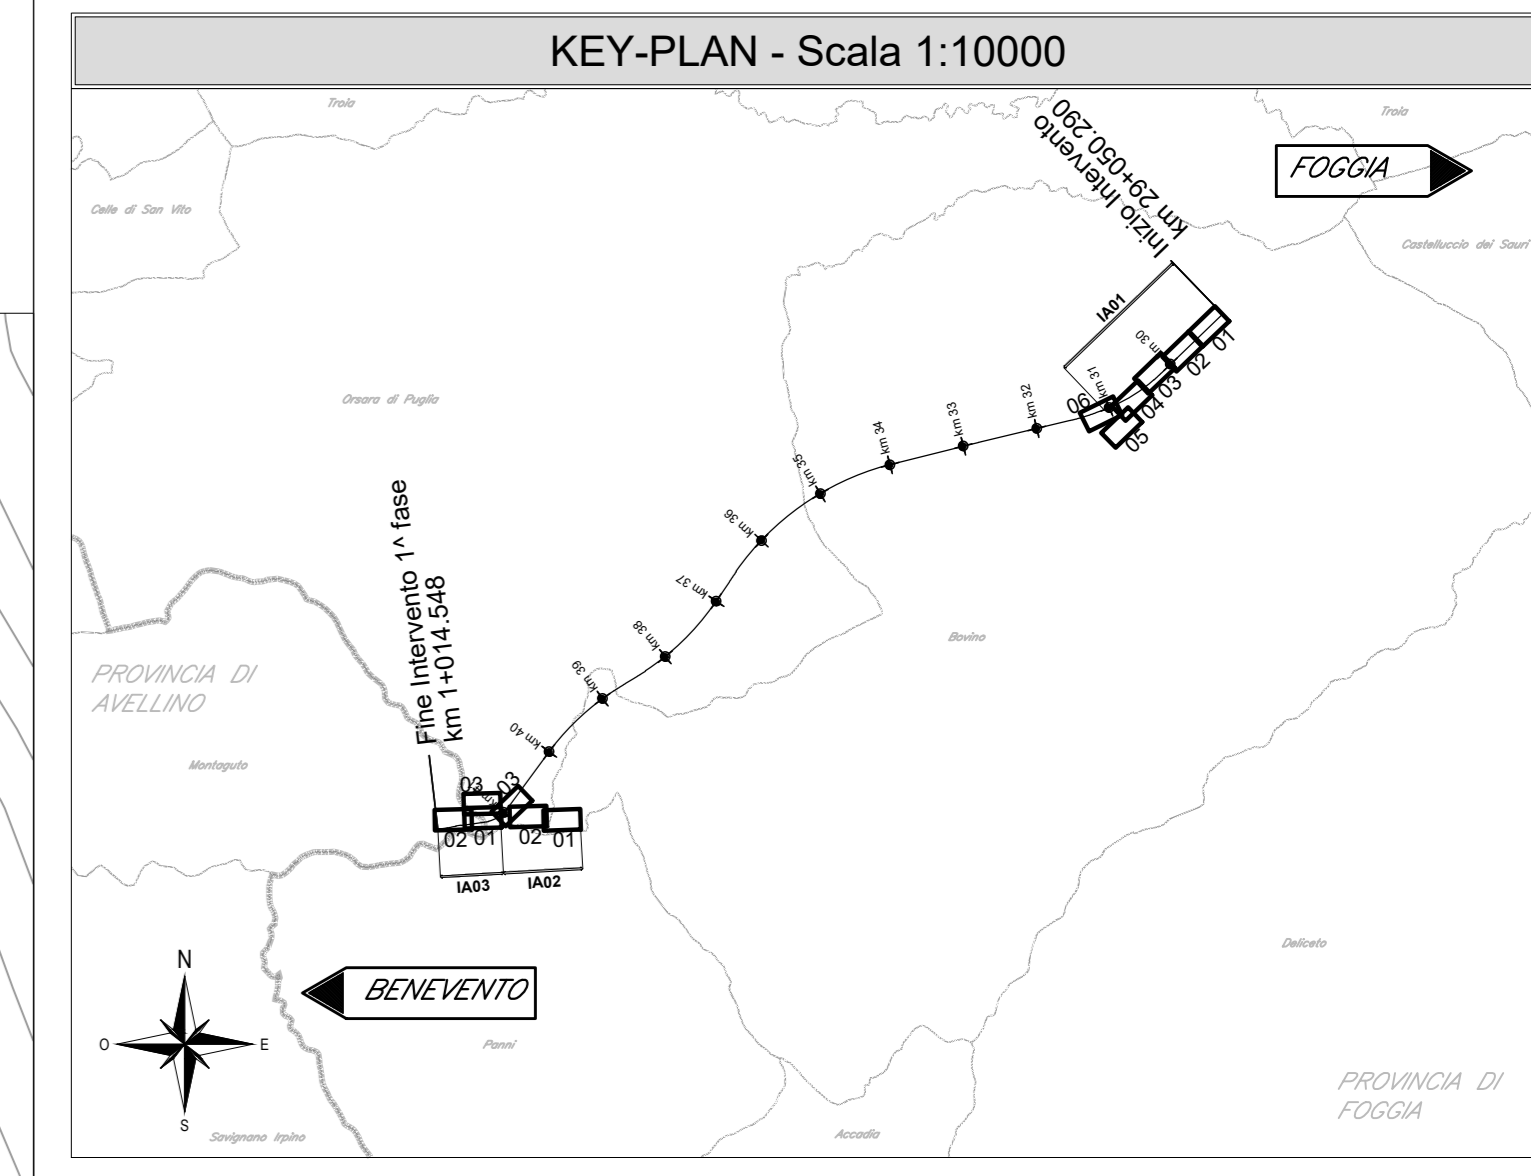 KEY-PLAN - Scala 1:10000
Troia
Troia
Inizio Intervento
km 29+050.290
FOGGIA
Celle di San Vito
Castelluccio dei Sauri
IA01
01
02
03
04
05
06
km 30
km 31
km 32
km 33
km 34
km 35
km 36
km 37
km 38
km 39
km 40
Orsara di Puglia
Bovino
Fine Intervento 1^ fase
km 1+014.548
PROVINCIA DI
AVELLINO
Montaguto
03
03
02
01
02
01
IA03
IA02
Deliceto
N
O
E
S
BENEVENTO
Panni
Savignano Irpino
Accadia
PROVINCIA DI
FOGGIA